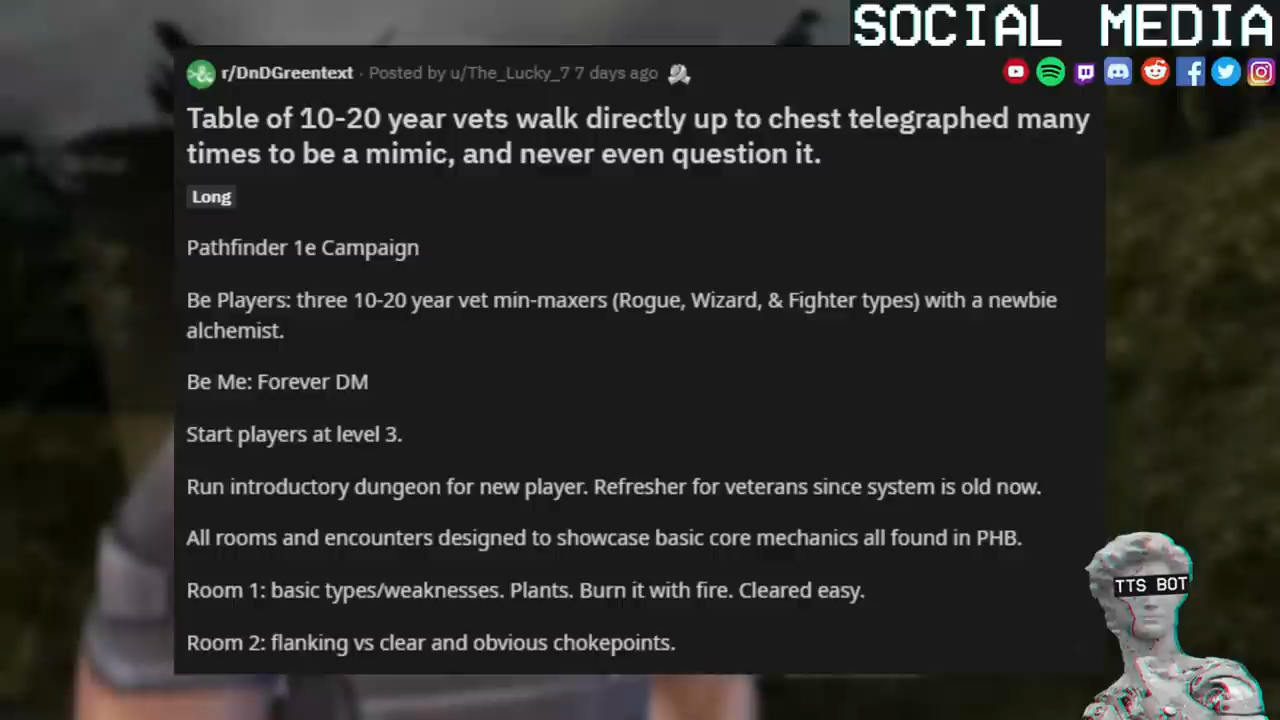 SOCIAL MEDIA
r/DnDGreentext · Posted by u/The_Lucky_7 7 days ago
Table of 10-20 year vets walk directly up to chest telegraphed many
times to be a mimic, and never even question it.
Long
Pathfinder 1e Campaign
Be Players: three 10-20 year vet min-maxers (Rogue, Wizard, & Fighter types) with a newbie
alchemist.
Be Me: Forever DM
Start players at level 3.
Run introductory dungeon for new player. Refresher for veterans since system is old now.
All rooms and encounters designed to showcase basic core mechanics all found in PHB.
Room 1: basic types/weaknesses. Plants. Burn it with fire. Cleared easy.
Room 2: flanking vs clear and obvious chokepoints.
TTS BOT